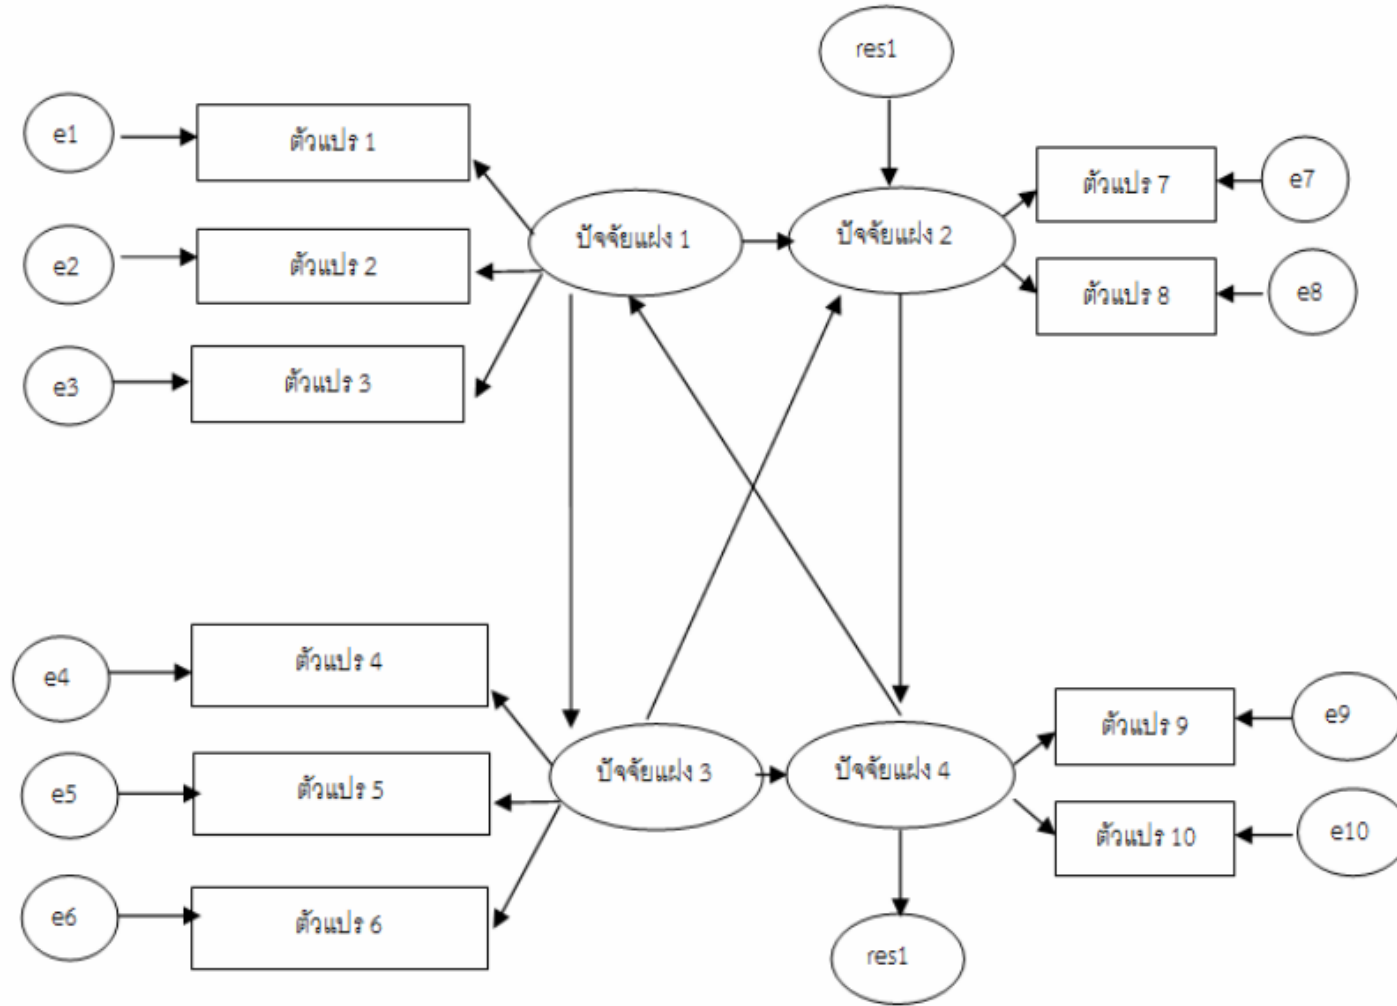 res1
e1
ตัวแปร 1
e2
ตัวแปร 2
e3
ตัวแปร 3
ปัจจัยแฝง 1
ปัจจัยแฝง 2
ตัวแปร 7
e7
ตัวแปร 8
e8
e4
ตัวแปร 4
e5
ตัวแปร 5
e6
ตัวแปร 6
ปัจจัยแฝง 3
ปัจจัยแฝง 4
ตัวแปร 9
e9
ตัวแปร 10
e10
res1